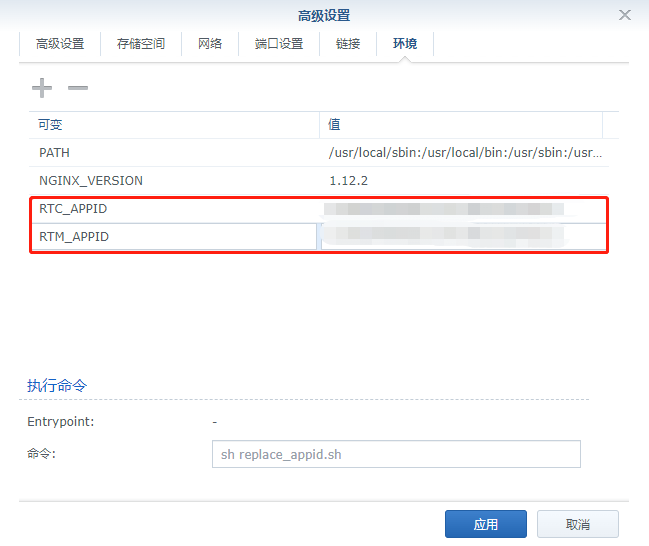 高级设置
高级设置 存储空间 网络 端口设置 链接 环境
可变 值
PATH /usr/local/sbin:/usr/local/bin:/usr/sbin:/usr...
NGINX_VERSION 1.12.2
RTC_APPID
RTM_APPID
执行命令
Entrypoint: -
命令: sh replace_appid.sh
应用 取消